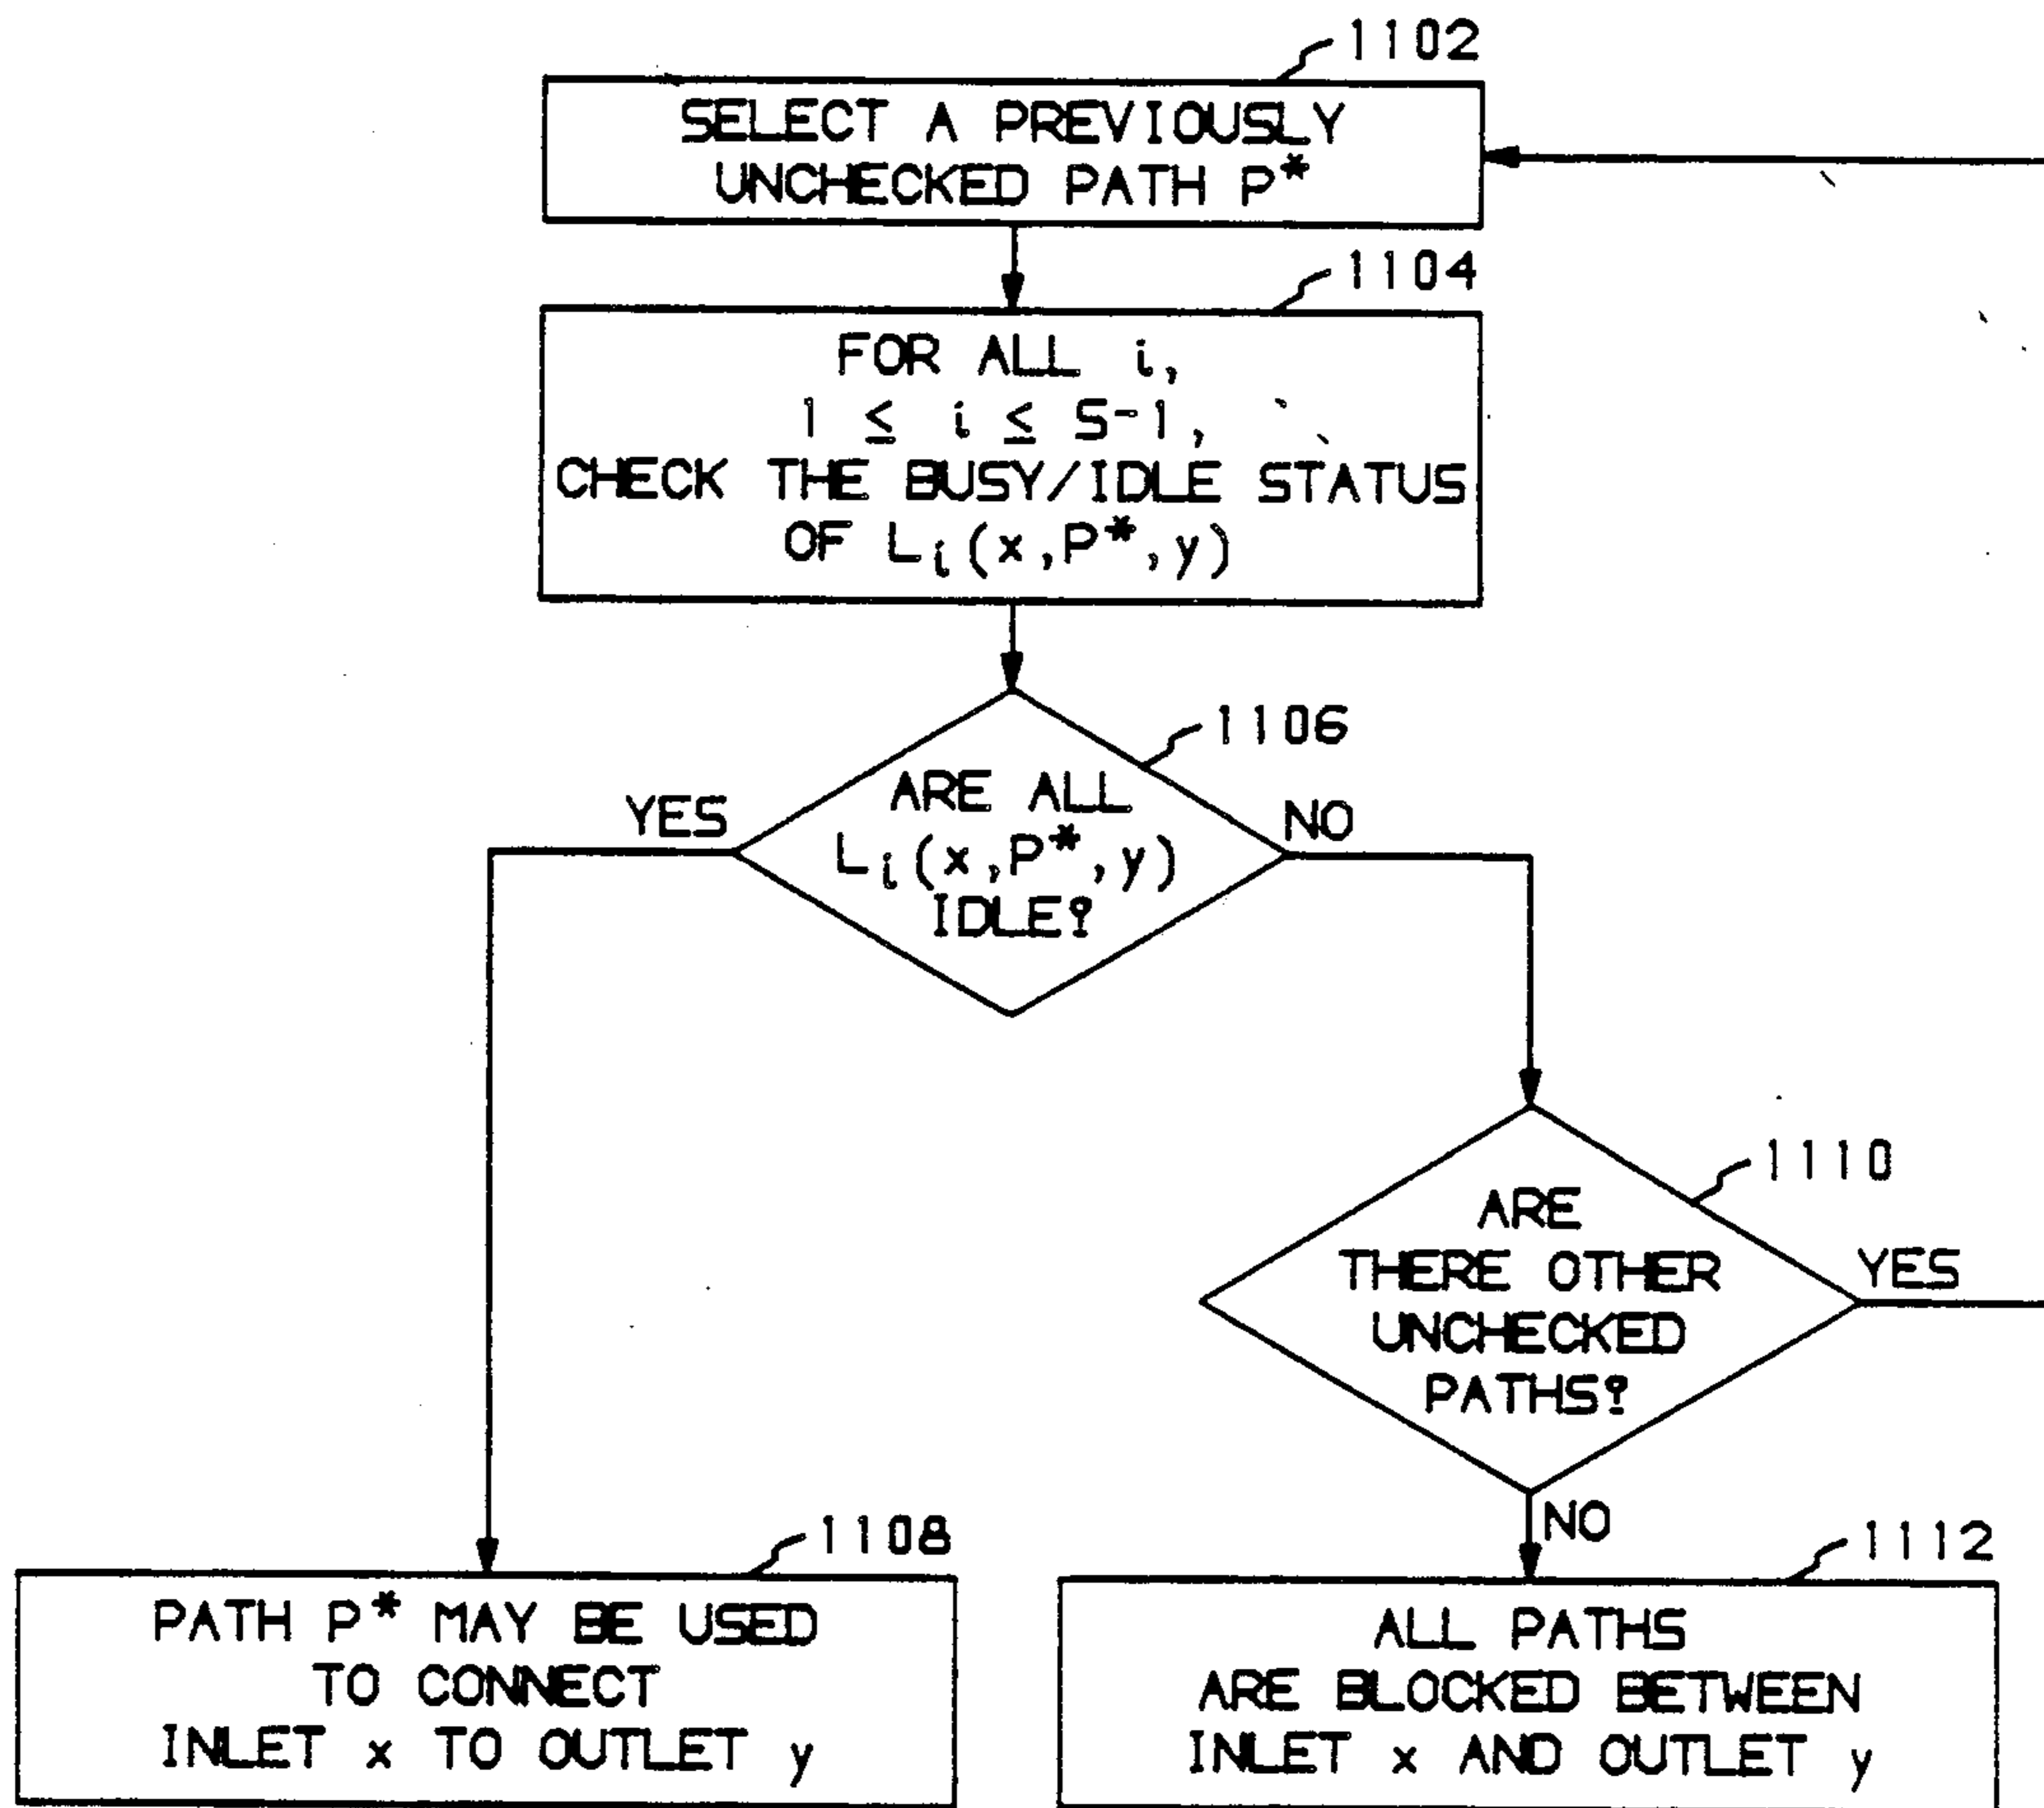 1102
SELECT A PREVIOUSLY
UNCHECKED PATH P*
1104
FOR ALL i,
1 ≤ i ≤ S-1,
CHECK THE BUSY/IDLE STATUS
OF Li(x,P*,y)
1106
ARE ALL
Li(x,P*,y)
IDLE?
YES
NO
1110
ARE
THERE OTHER
UNCHECKED
PATHS?
YES
NO
1108
PATH P* MAY BE USED
TO CONNECT
INLET x TO OUTLET y
1112
ALL PATHS
ARE BLOCKED BETWEEN
INLET x AND OUTLET y